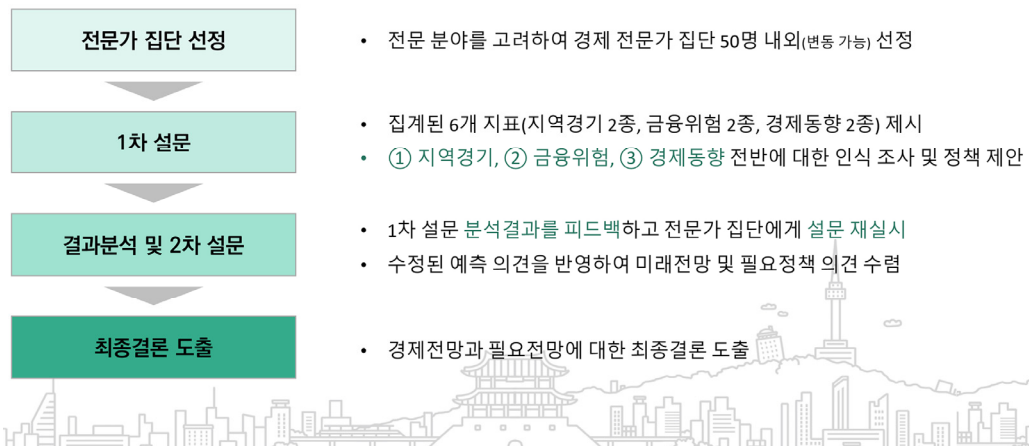 전문가 집단 선정
• 전문 분야를 고려하여 경제 전문가 집단 50명 내외(변동 가능) 선정
1차 설문
• 집계된 6개 지표(지역경기 2종, 금융위험 2종, 경제동향 2종) 제시
• ① 지역경기, ② 금융위험, ③ 경제동향 전반에 대한 인식 조사 및 정책 제안
결과분석 및 2차 설문
• 1차 설문 분석결과를 피드백하고 전문가 집단에게 설문 재실시
• 수정된 예측 의견을 반영하여 미래전망 및 필요정책 의견 수렴
최종결론 도출
• 경제전망과 필요전망에 대한 최종결론 도출